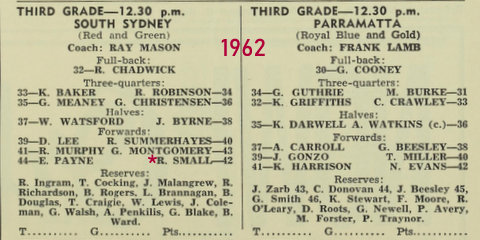 THIRD GRADE—12.30 p.m.
SOUTH SYDNEY
(Red and Green)
Coach: RAY MASON
Full-back:
32—R. CHADWICK
Three-quarters:
33—K. BAKER R. ROBINSON—34
35—G. MEANEY G. CHRISTENSEN—36
Halves:
37—W. WATSFORD J. BYRNE—38
Forwards:
39—D. LEE R. SUMMERHAYES—40
41—R. MURPHY G. MONTGOMERY—43
44—E. PAYNE *R. SMALL—42
Reserves:
R. Ingram, T. Cocking, J. Malangrew, R.
Richardson, B. Rogers, L. Brannagan, B.
Douglas, T. Craigie, W. Lewis, J. Cole-
man, G. Walsh, A. Penkilis, G. Blake, B.
Ward.
T. G. Pts.
1962
THIRD GRADE—12.30 p.m.
PARRAMATTA
(Royal Blue and Gold)
Coach: FRANK LAMB
Full-back:
30—G. COONEY
Three-quarters:
34—G. GUTHRIE M. BURKE—31
32—K. GRIFFITHS C. CRAWLEY—33
Halves:
35—K. DARWELL A. WATKINS (c.)—36
Forwards:
37—A. CARROLL G. BEESLEY—38
39—J. GONZO T. MILLER—40
41—K. HARRISON N. EVANS—42
Reserves:
J. Zarb 43, C. Donovan 44, J. Beesley 45,
G. Smith 46, K. Stewart, F. Moore, R.
O'Leary, D. Roots, G. Newell, P. Avery,
M. Forster, P. Traynor.
T. G. Pts.